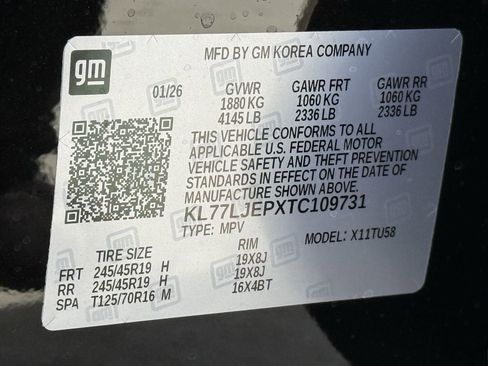 gm
MFD BY GM KOREA COMPANY
01/26 GVWR GAWR FRT GAWR RR
1880 KG 1060 KG 1060 KG
4145 LB 2336 LB 2336 LB
THIS VEHICLE CONFORMS TO ALL
APPLICABLE U.S. FEDERAL MOTOR
VEHICLE SAFETY AND THEFT PREVENTION
STANDARDS IN EFFECT ON THE DATE OF
MANUFACTURE SHOWN ABOVE.
KL77LJEPXTC109731
TYPE: MPV MODEL: X11TU58
TIRE SIZE RIM
FRT 245/45R19 H 19X8J
RR 245/45R19 H 19X8J
SPA T125/70R16 M 16X4BT